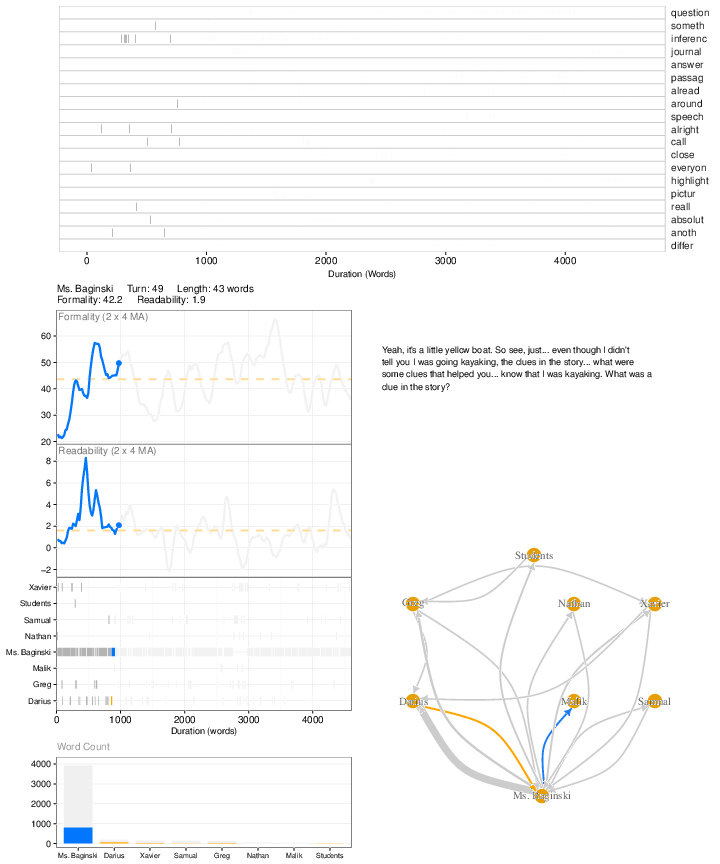 question
someth
inferenc
journal
answer
passag
alread
around
speech
alright
call
close
everyon
highlight
pictur
reall
absolut
anoth
differ
0 1000 2000 3000 4000
Duration (Words)
Ms. Baginski Turn: 49 Length: 43 words
Formality: 42.2 Readability: 1.9
Formality (2 x 4 MA)
60
50
40
30
20
Yeah, it's a little yellow boat. So see, just... even though I didn't
tell you I was going kayaking, the clues in the story... what were
some clues that helped you... know that I was kayaking. What was a
clue in the story?
Readability (2 x 4 MA)
8
6
4
2
0
−2
Xavier
Students
Samual
Nathan
Ms. Baginski
Malik
Greg
Darius
0 1000 2000 3000 4000
Duration (words)
Students
Greg Nathan Xavier
Darius Malik Samual
Ms. Baginski
Word Count
4000
3000
2000
1000
0
Ms. Baginski Darius Xavier Samual Greg Nathan Malik Students